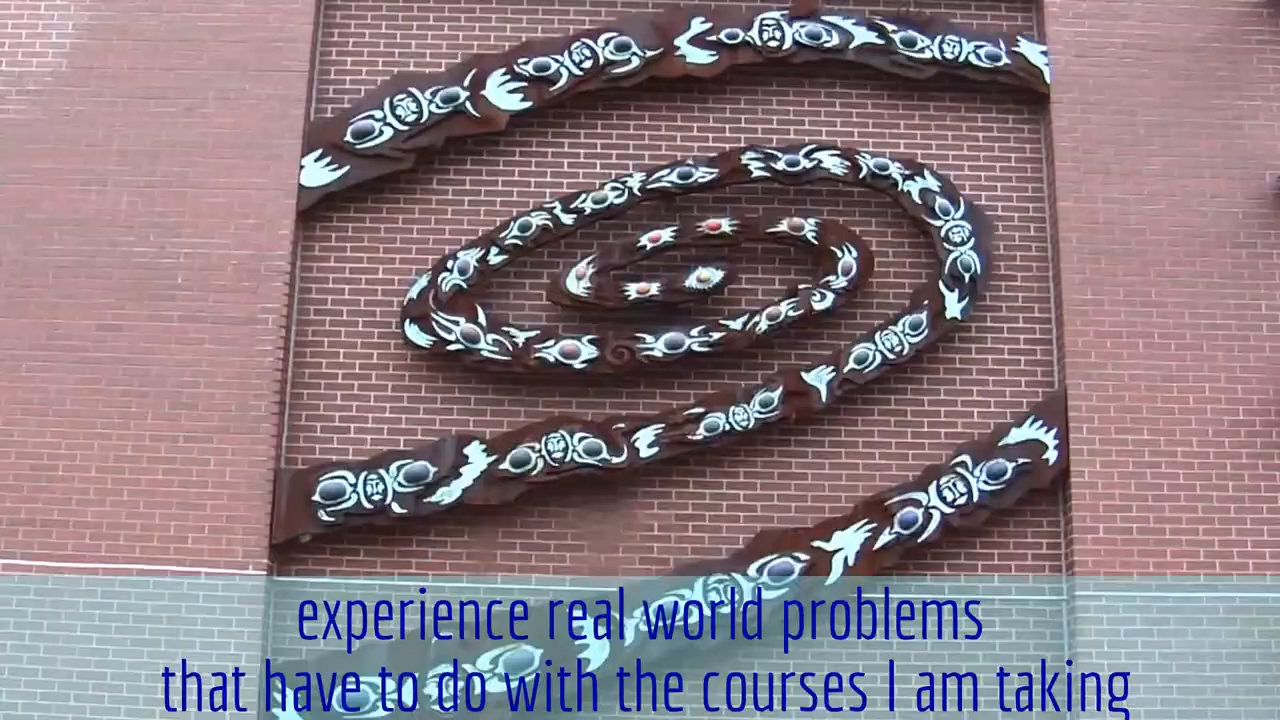 experience real world problems
that have to do with the courses I am taking